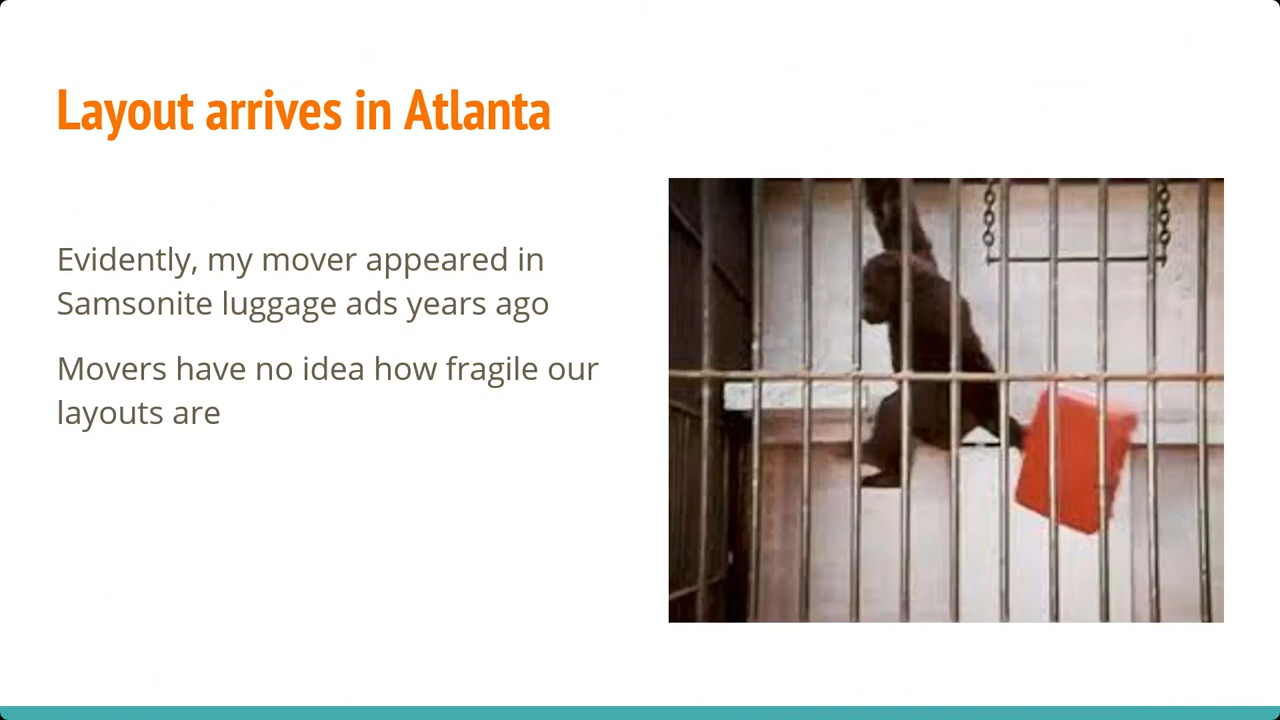 Layout arrives in Atlanta
Evidently, my mover appeared in
Samsonite luggage ads years ago
Movers have no idea how fragile our
layouts are